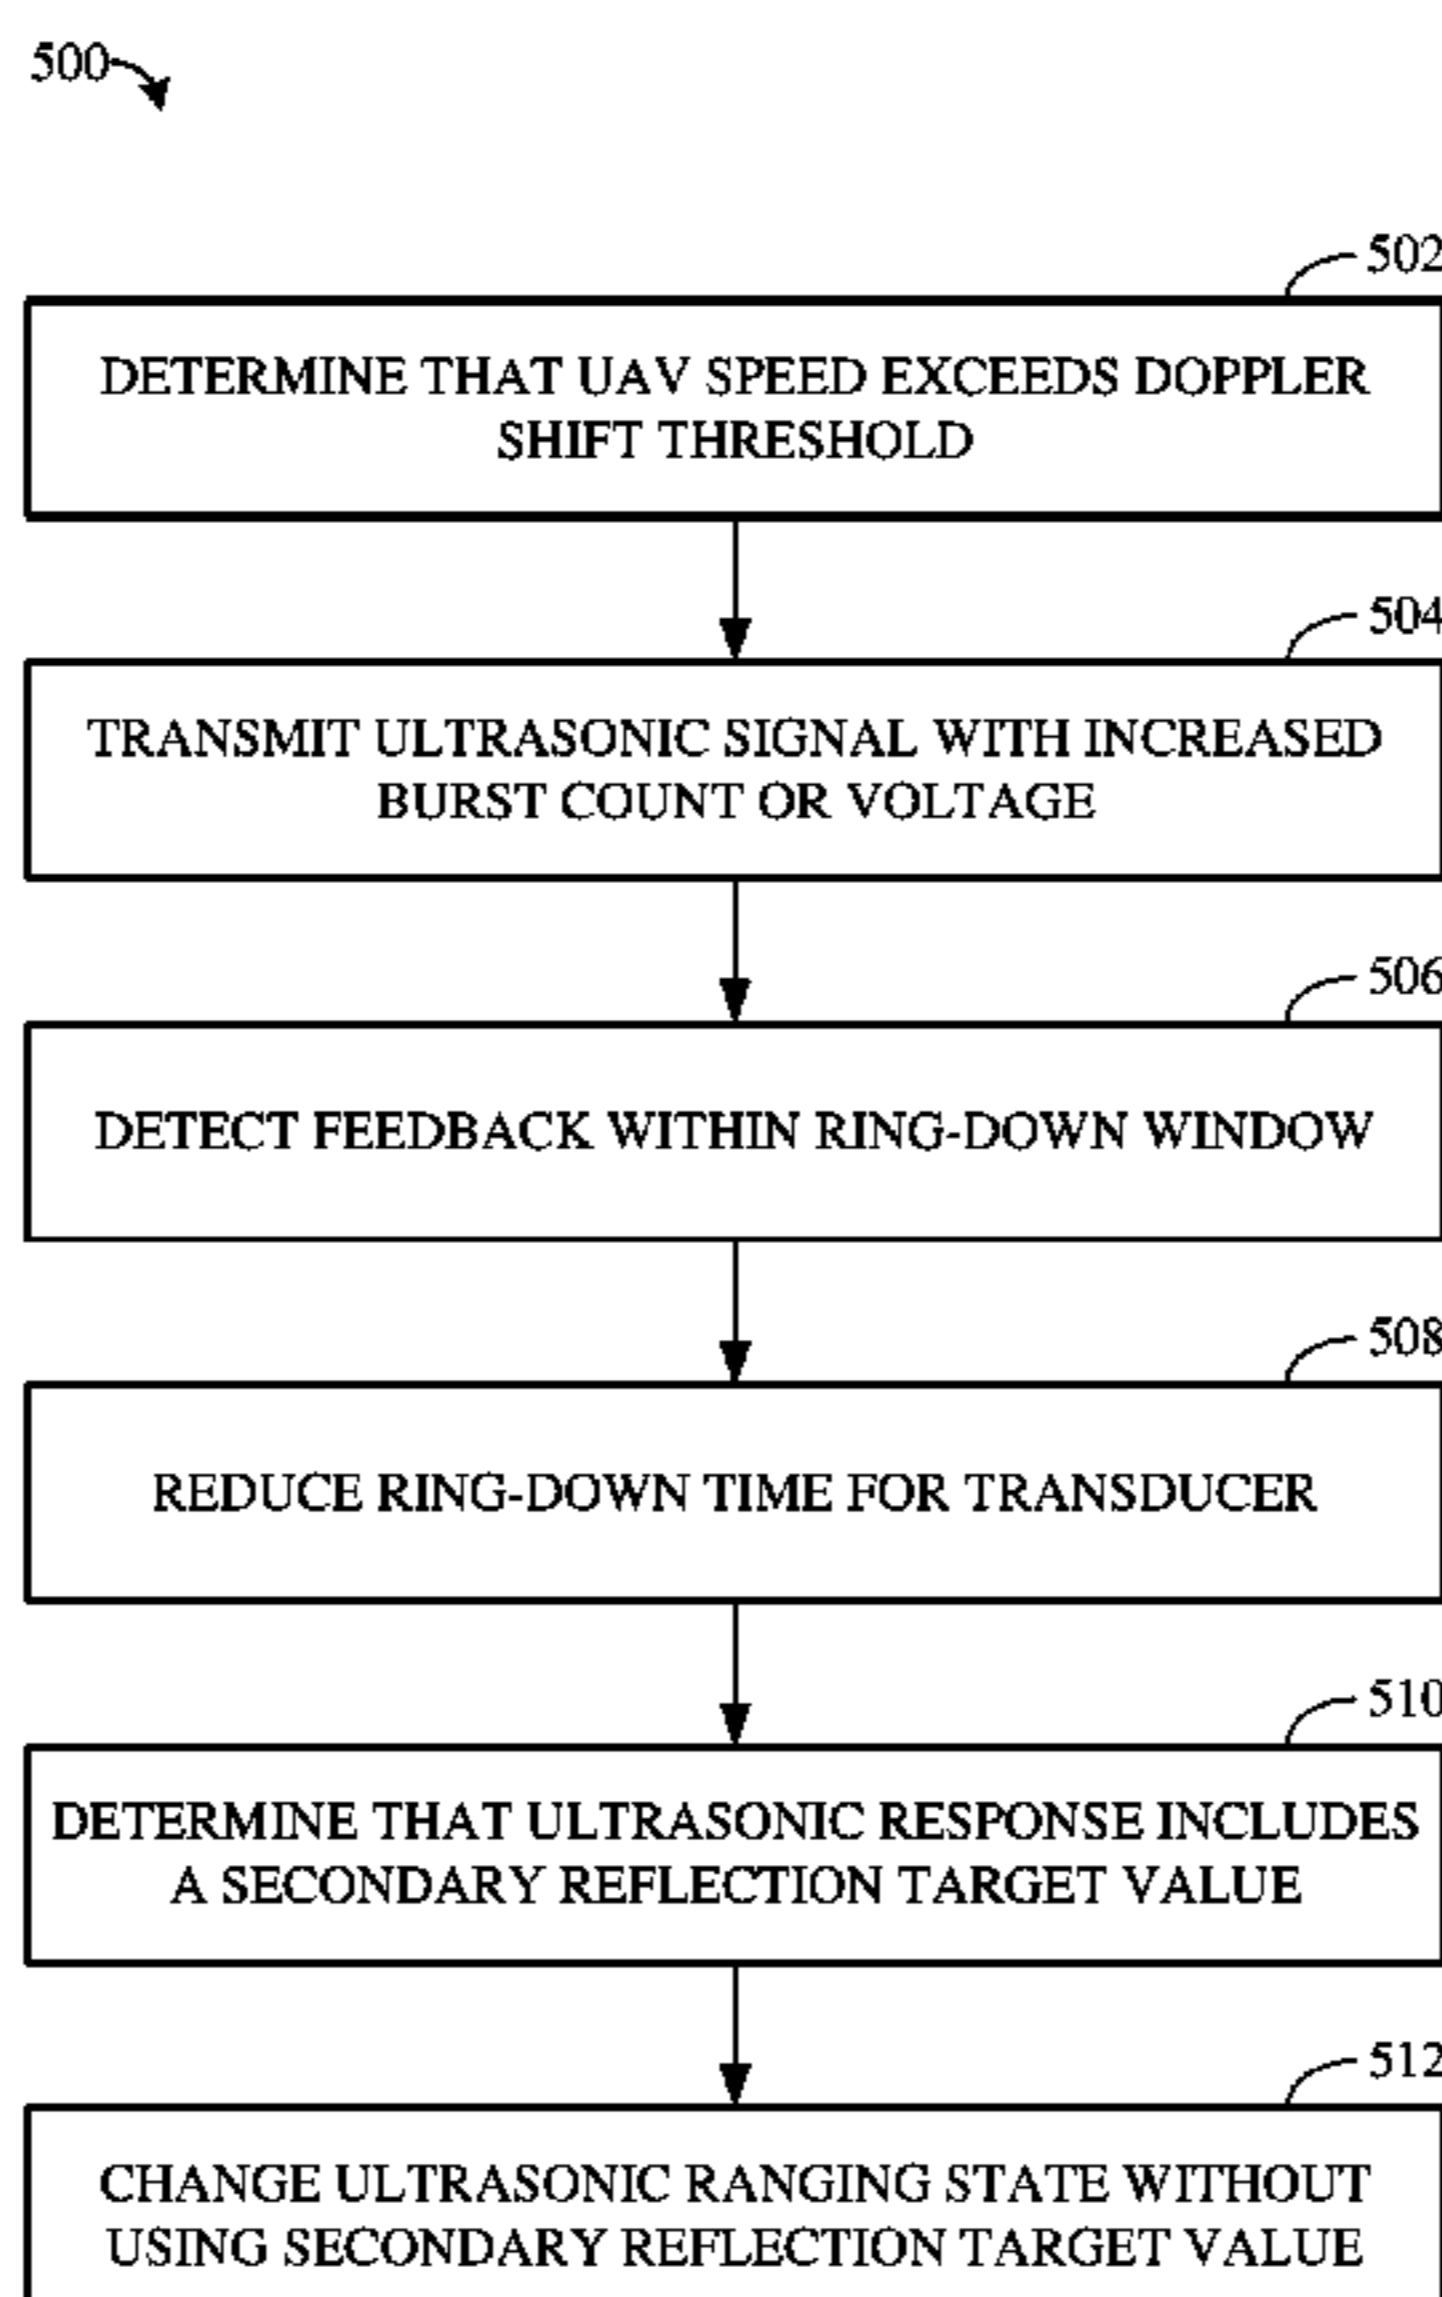 500
502
DETERMINE THAT UAV SPEED EXCEEDS DOPPLER
SHIFT THRESHOLD
504
TRANSMIT ULTRASONIC SIGNAL WITH INCREASED
BURST COUNT OR VOLTAGE
506
DETECT FEEDBACK WITHIN RING-DOWN WINDOW
508
REDUCE RING-DOWN TIME FOR TRANSDUCER
510
DETERMINE THAT ULTRASONIC RESPONSE INCLUDES
A SECONDARY REFLECTION TARGET VALUE
512
CHANGE ULTRASONIC RANGING STATE WITHOUT
USING SECONDARY REFLECTION TARGET VALUE